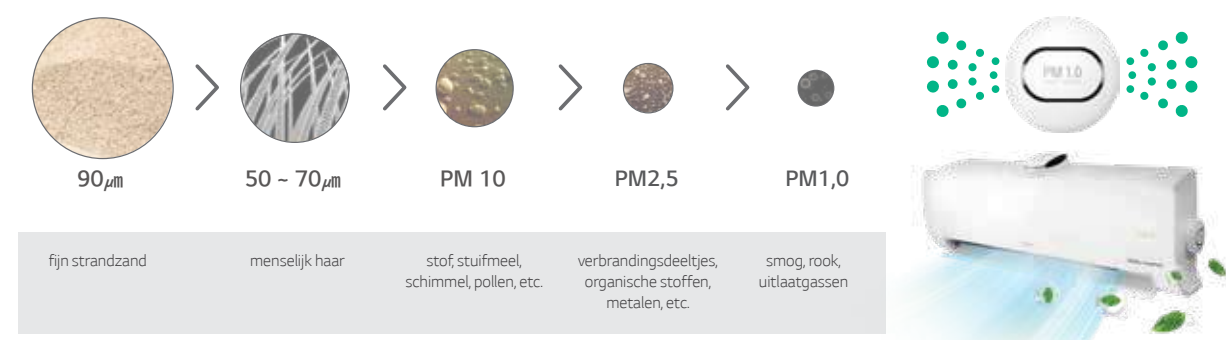 90㎛
50 ~ 70㎛
PM 10
PM2,5
PM1,0
PM 1.0
fijn strandzand
menselijk haar
stof, stuifmeel,
schimmel, pollen, etc.
verbrandingsdeeltjes,
organische stoffen,
metalen, etc.
smog, rook,
uitlaatgassen